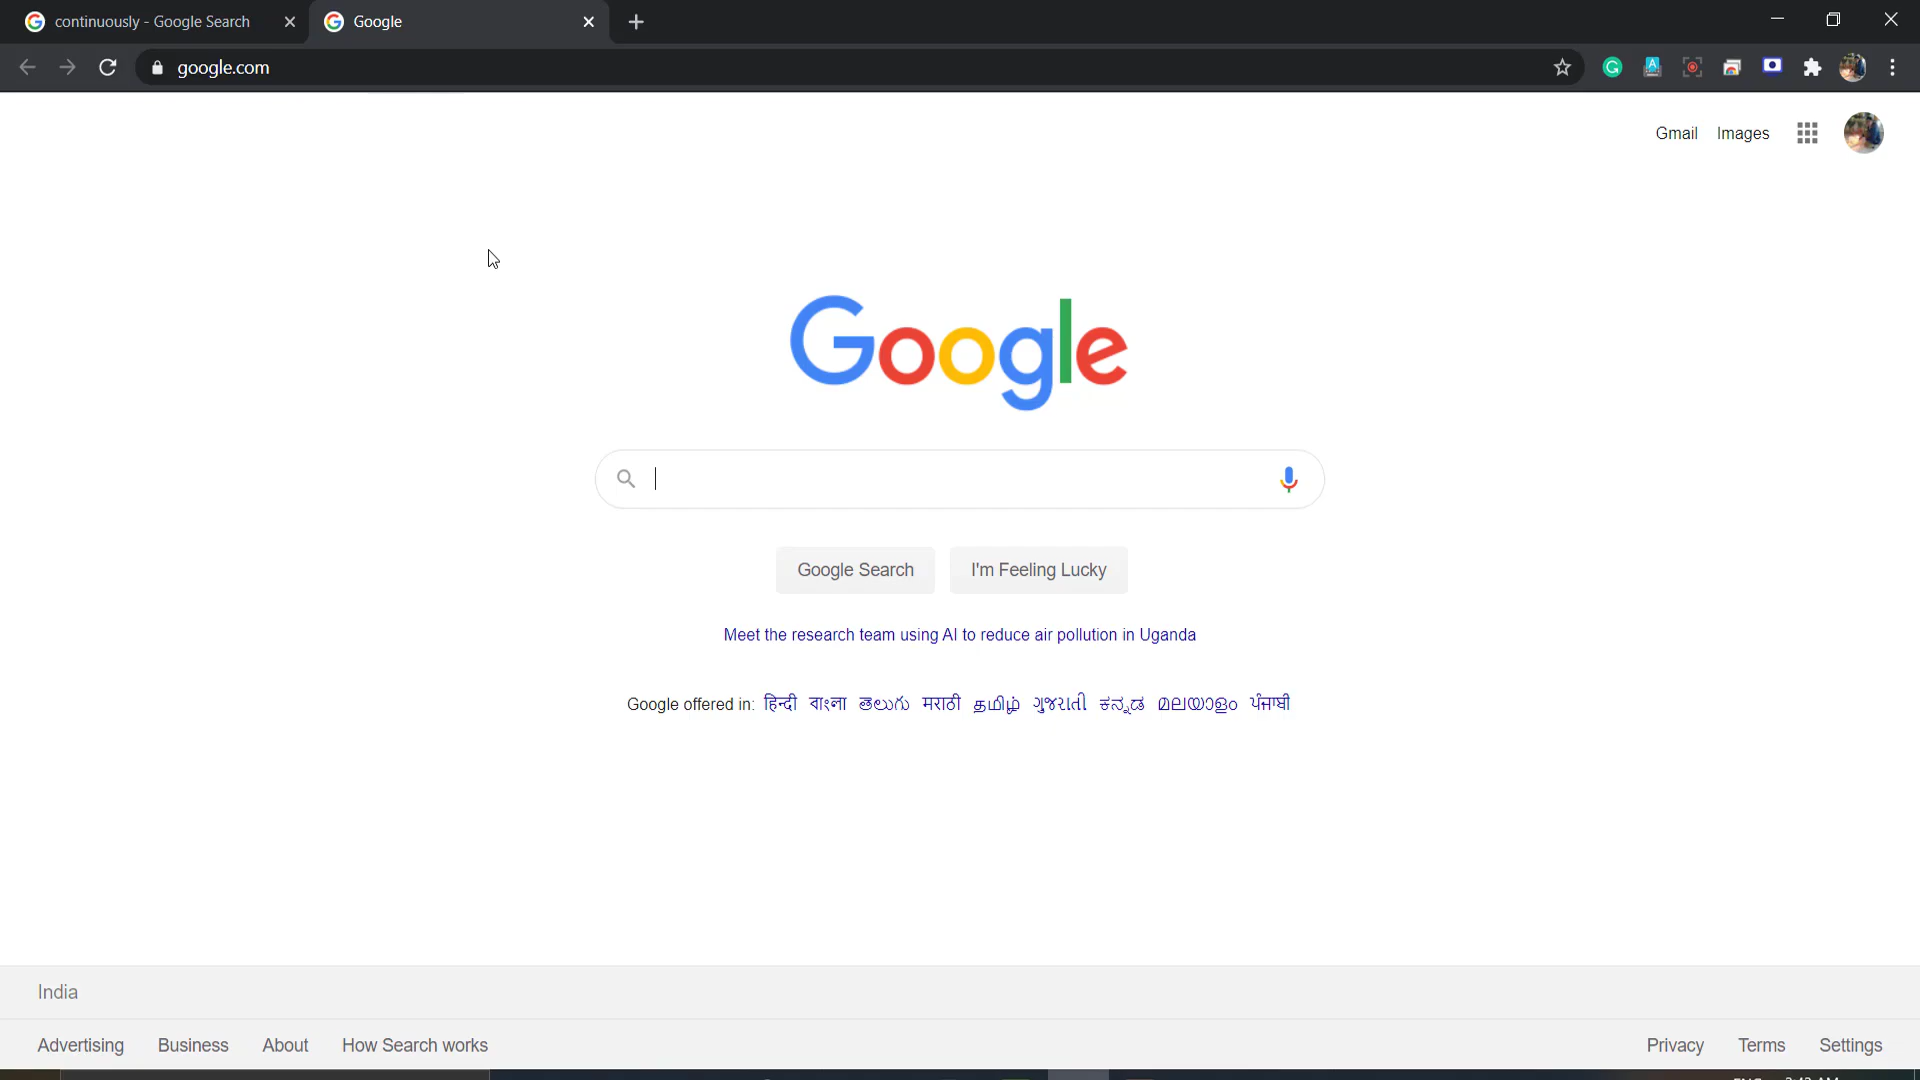 continuously - Google Search
Google
google.com
Gmail Images
Google
Google Search I'm Feeling Lucky
Meet the research team using AI to reduce air pollution in Uganda
Google offered in: हिन्दी বাংলা తెలుగు मराठी தமிழ் ગુજરાતી ಕನ್ನಡ മലയാളം ਪੰਜਾਬੀ
India
Advertising Business About How Search works Privacy Terms Settings